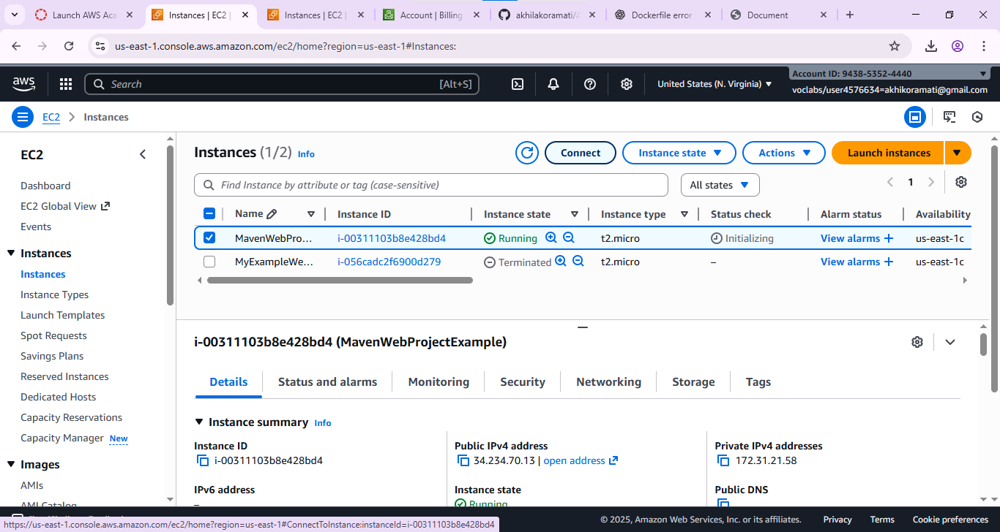 Launch AWS Aca
Instances | EC2 |
Instances | EC2 |
Account | Billing
akhilakoramati/A
Dockerfile error
Document
us-east-1.console.aws.amazon.com/ec2/home?region=us-east-1#Instances:
aws
Search
[Alt+S]
United States (N. Virginia)
Account ID: 9438-5352-4440
voclabs/user4576634=akhikoramati@gmail.com
EC2
Instances
EC2
Dashboard
EC2 Global View
Events
Instances
Instances
Instance Types
Launch Templates
Spot Requests
Savings Plans
Reserved Instances
Dedicated Hosts
Capacity Reservations
Capacity Manager New
Images
AMIs
AMI Catalog
Instances (1/2) Info
Connect
Instance state
Actions
Launch instances
Find Instance by attribute or tag (case-sensitive)
All states
1
Name Instance ID Instance state Instance type Status check Alarm status Availability
MavenWebPro... i-00311103b8e428bd4 Running t2.micro Initializing View alarms + us-east-1c
MyExampleWe... i-056cadc2f6900d279 Terminated t2.micro – View alarms + us-east-1c
i-00311103b8e428bd4 (MavenWebProjectExample)
Details Status and alarms Monitoring Security Networking Storage Tags
Instance summary Info
Instance ID
i-00311103b8e428bd4
IPv6 address
–
Public IPv4 address
34.234.70.13 | open address
Instance state
Running
Private IPv4 addresses
172.31.21.58
Public DNS
https://us-east-1.console.aws.amazon.com/ec2/home?region=us-east-1#ConnectToInstance:instanceId=i-00311103b8e428bd4
© 2025, Amazon Web Services, Inc. or its affiliates.
Privacy
Terms
Cookie preferences